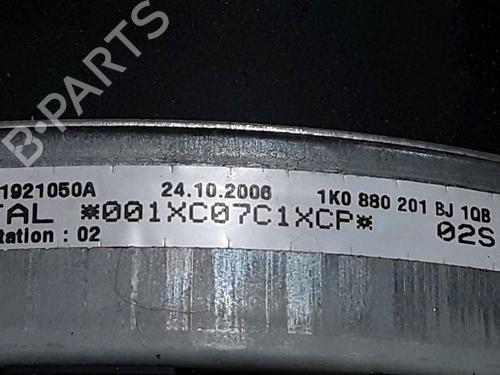 B-PARTS
1921050A 24.10.2006 1K0 880 201 BJ 1QB
TAL *001XC07C1XCP* 02S
tation : 02